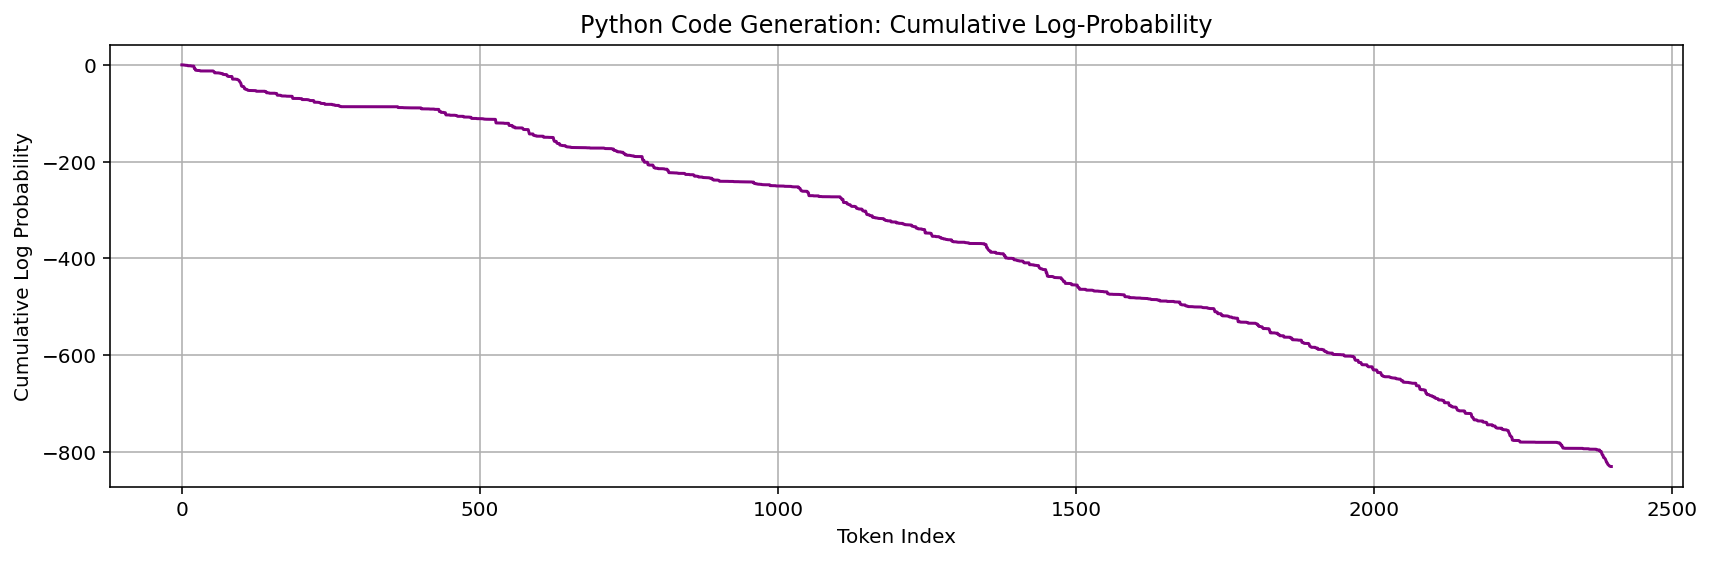 Python Code Generation: Cumulative Log-Probability
Cumulative Log Probability
0
−200
−400
−600
−800
0 500 1000 1500 2000 2500
Token Index